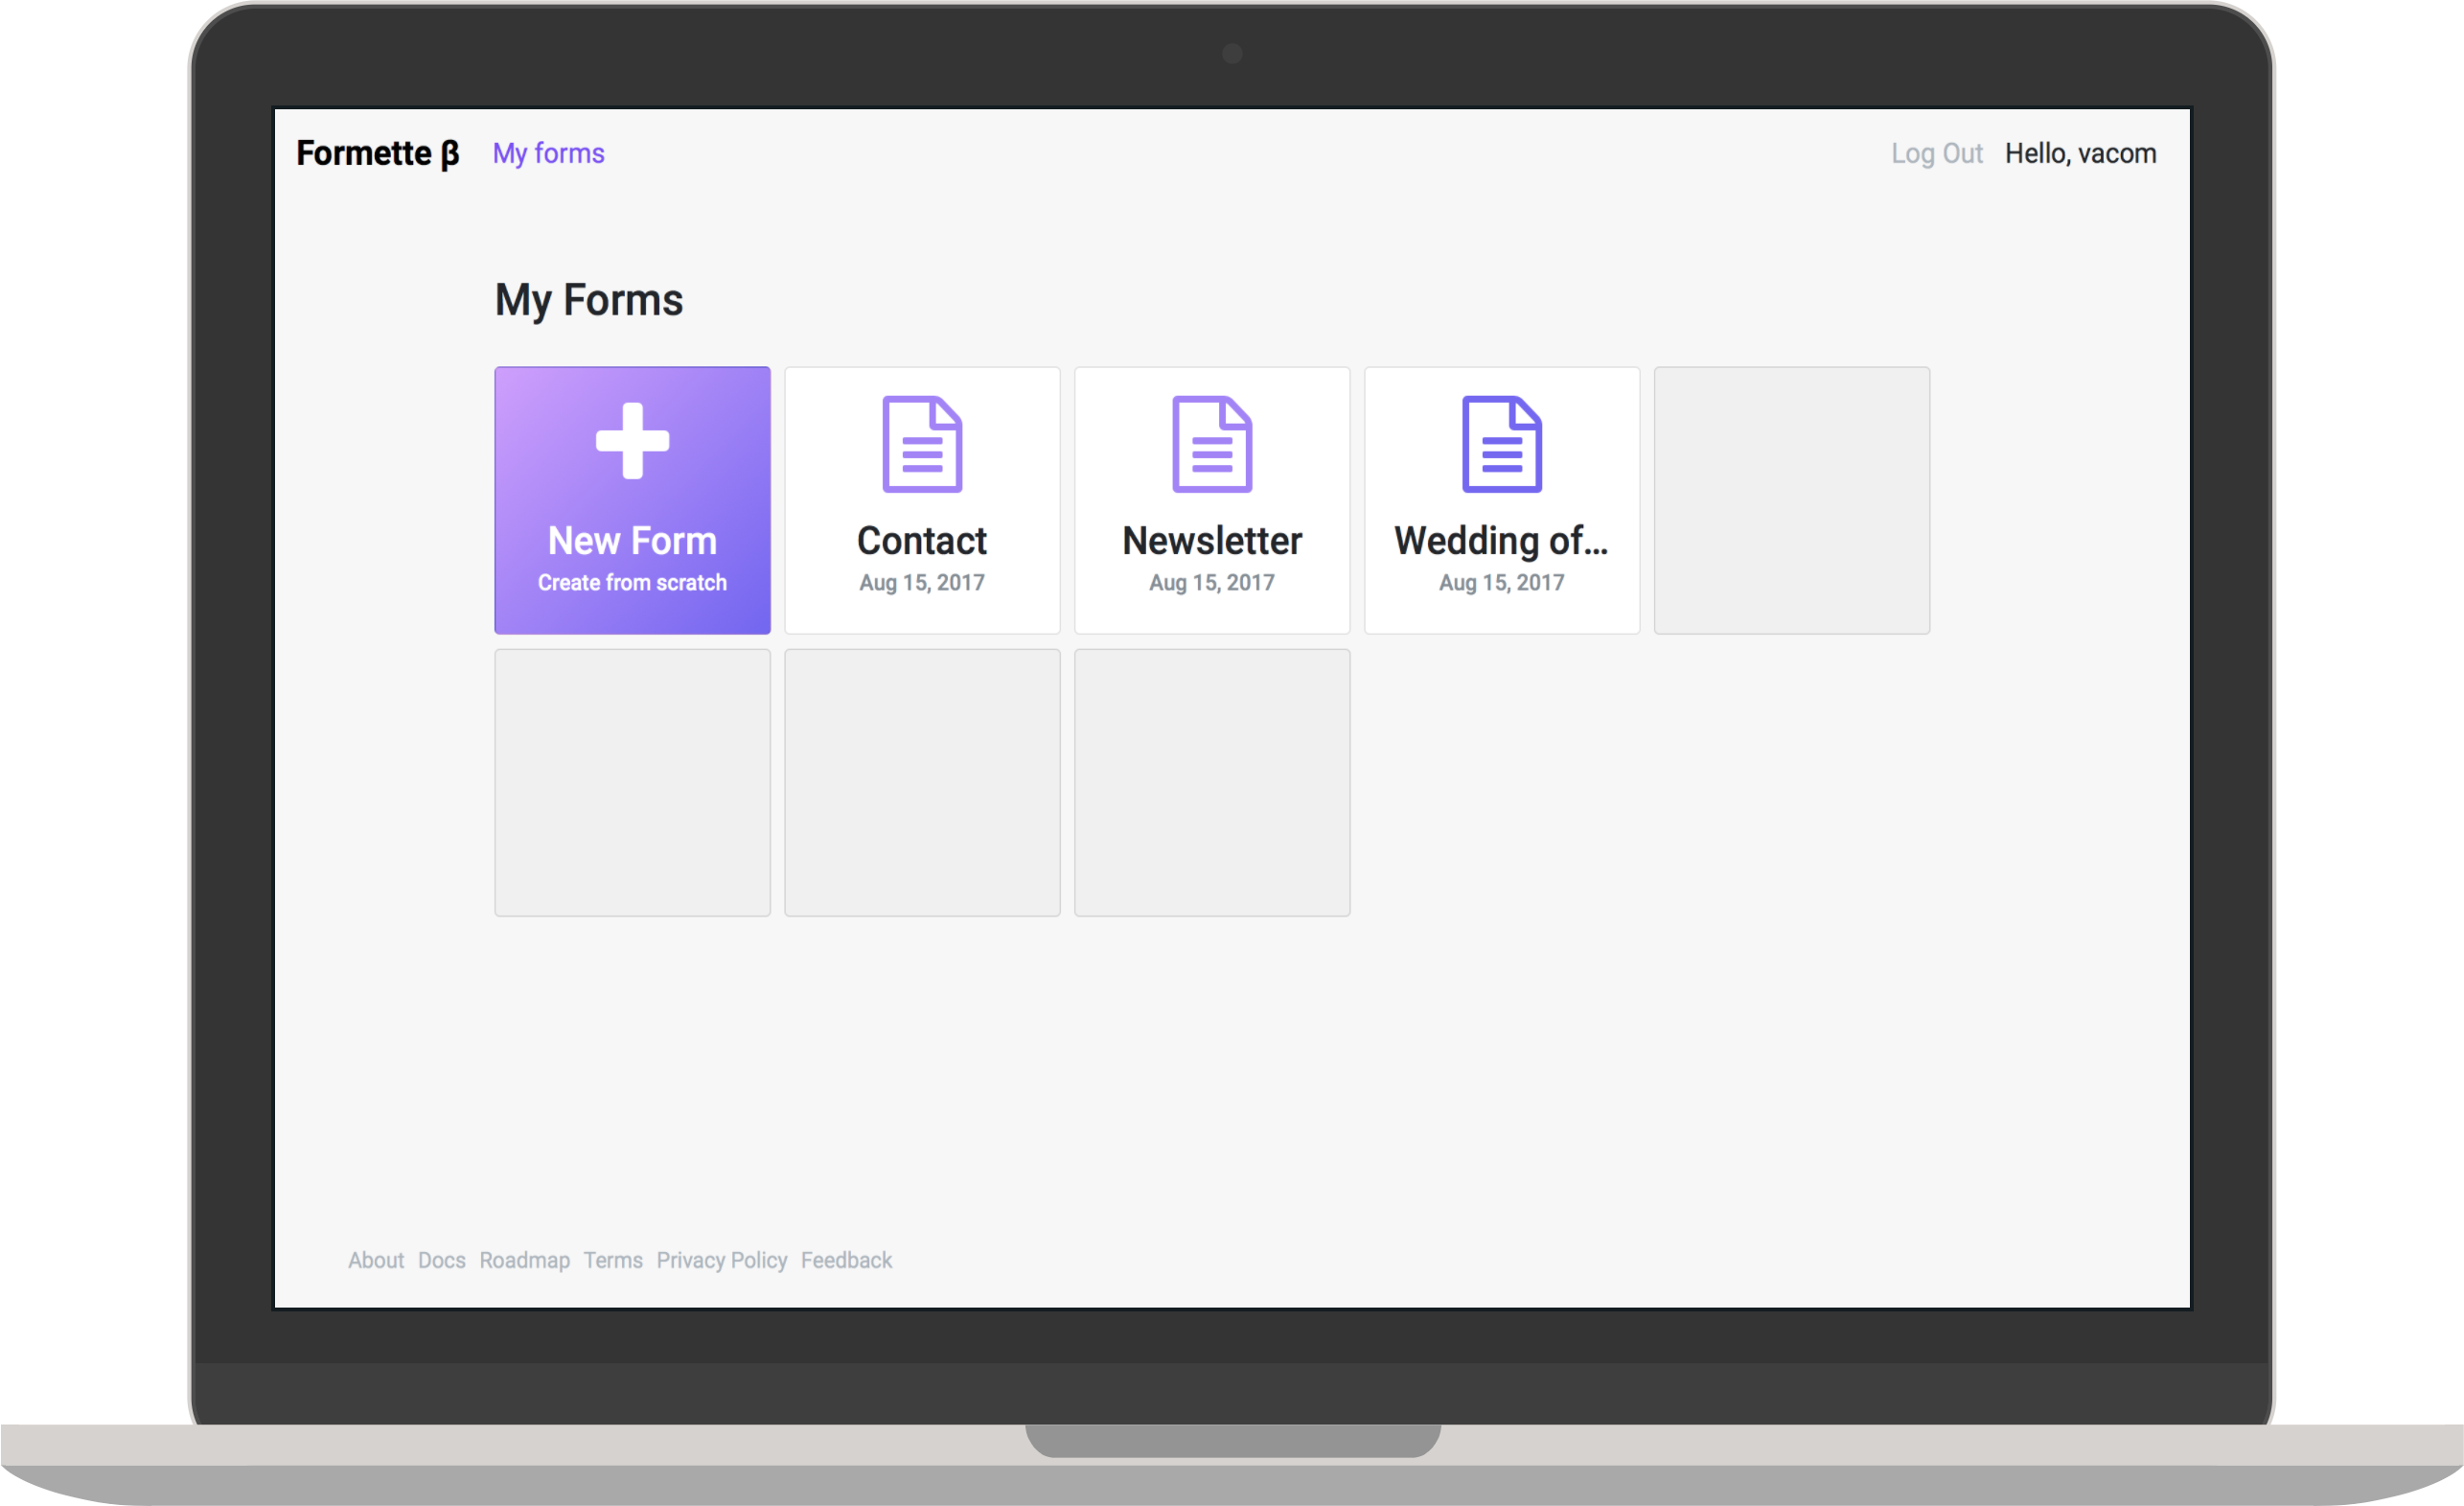 Formette β My forms Log Out Hello, vacom
My Forms
New Form
Create from scratch
Contact
Aug 15, 2017
Newsletter
Aug 15, 2017
Wedding of...
Aug 15, 2017
About Docs Roadmap Terms Privacy Policy Feedback